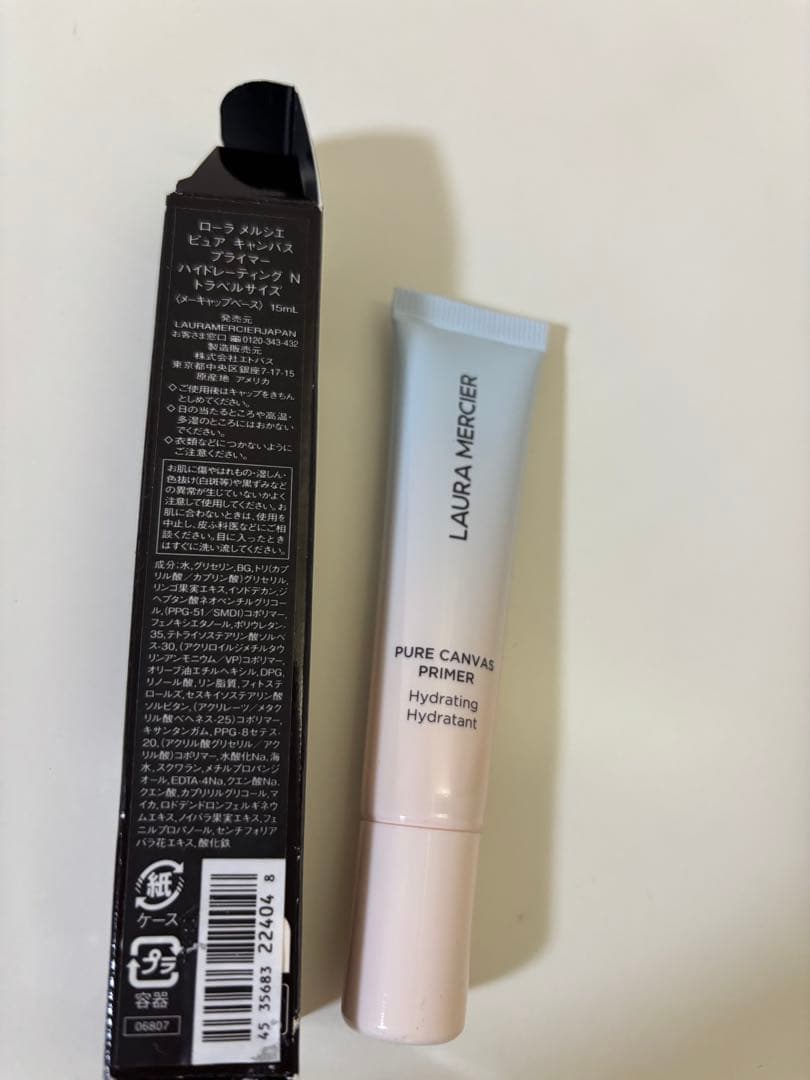 ローラ メルシエ
ピュア キャンバス
プライマー
ハイドレーティング N
トラベルサイズ
〈メーキャップベース〉 15mL
発売元
LAURAMERCIERJAPAN
お客さま窓口 0120-343-432
製造販売元
株式会社エトバス
東京都中央区銀座7-17-15
原産地 アメリカ
◇ご使用後はキャップをきちん
としめてください。
◇日の当たるところや高温・
多湿のところにはおかない
でください。
◇衣類などにつかないように
ご注意ください。
お肌に傷やはれもの・湿しん・
色抜け(白斑等)や黒ずみなど
の異常が生じていないかよく
注意して使用してください。お
肌に合わないときは、使用を
中止し、皮ふ科医などにご相
談ください。目に入ったとき
はすぐに洗い流してください。
成分:水,グリセリン,BG,トリ(カプ
リル酸/カプリン酸)グリセリル,
リンゴ果実エキス,イソドデカン,ジ
ヘプタン酸ネオペンチルグリコー
ル,(PPG-51/SMDI)コポリマー,
フェノキシエタノール,ポリウレタン-
35,テトライソステアリン酸ソルベ
ス-30,(アクリロイルジメチルタウ
リンアンモニウム/VP)コポリマー,
オリーブ油エチルヘキシル,DPG,
リノール酸,リン脂質,フィトステ
ロールズ,セスキイソステアリン酸
ソルビタン,(アクリレーツ/メタク
リル酸ベヘネス-25)コポリマー,
キサンタンガム,PPG-8セテス-
20,(アクリル酸グリセリル/アク
リル酸)コポリマー,水酸化Na,海
水,スクワラン,メチルプロパンジ
オール,EDTA-4Na,クエン酸Na,
クエン酸,カプリリルグリコール,マ
イカ,ロドデンドロンフェルギネウ
ムエキス,ノイバラ果実エキス,フェ
ニルプロパノール,センチフォリア
バラ花エキス,酸化鉄
紙
ケース
プラ
容器
06807
45 35683 22404 8
LAURA MERCIER
PURE CANVAS
PRIMER
Hydrating
Hydratant